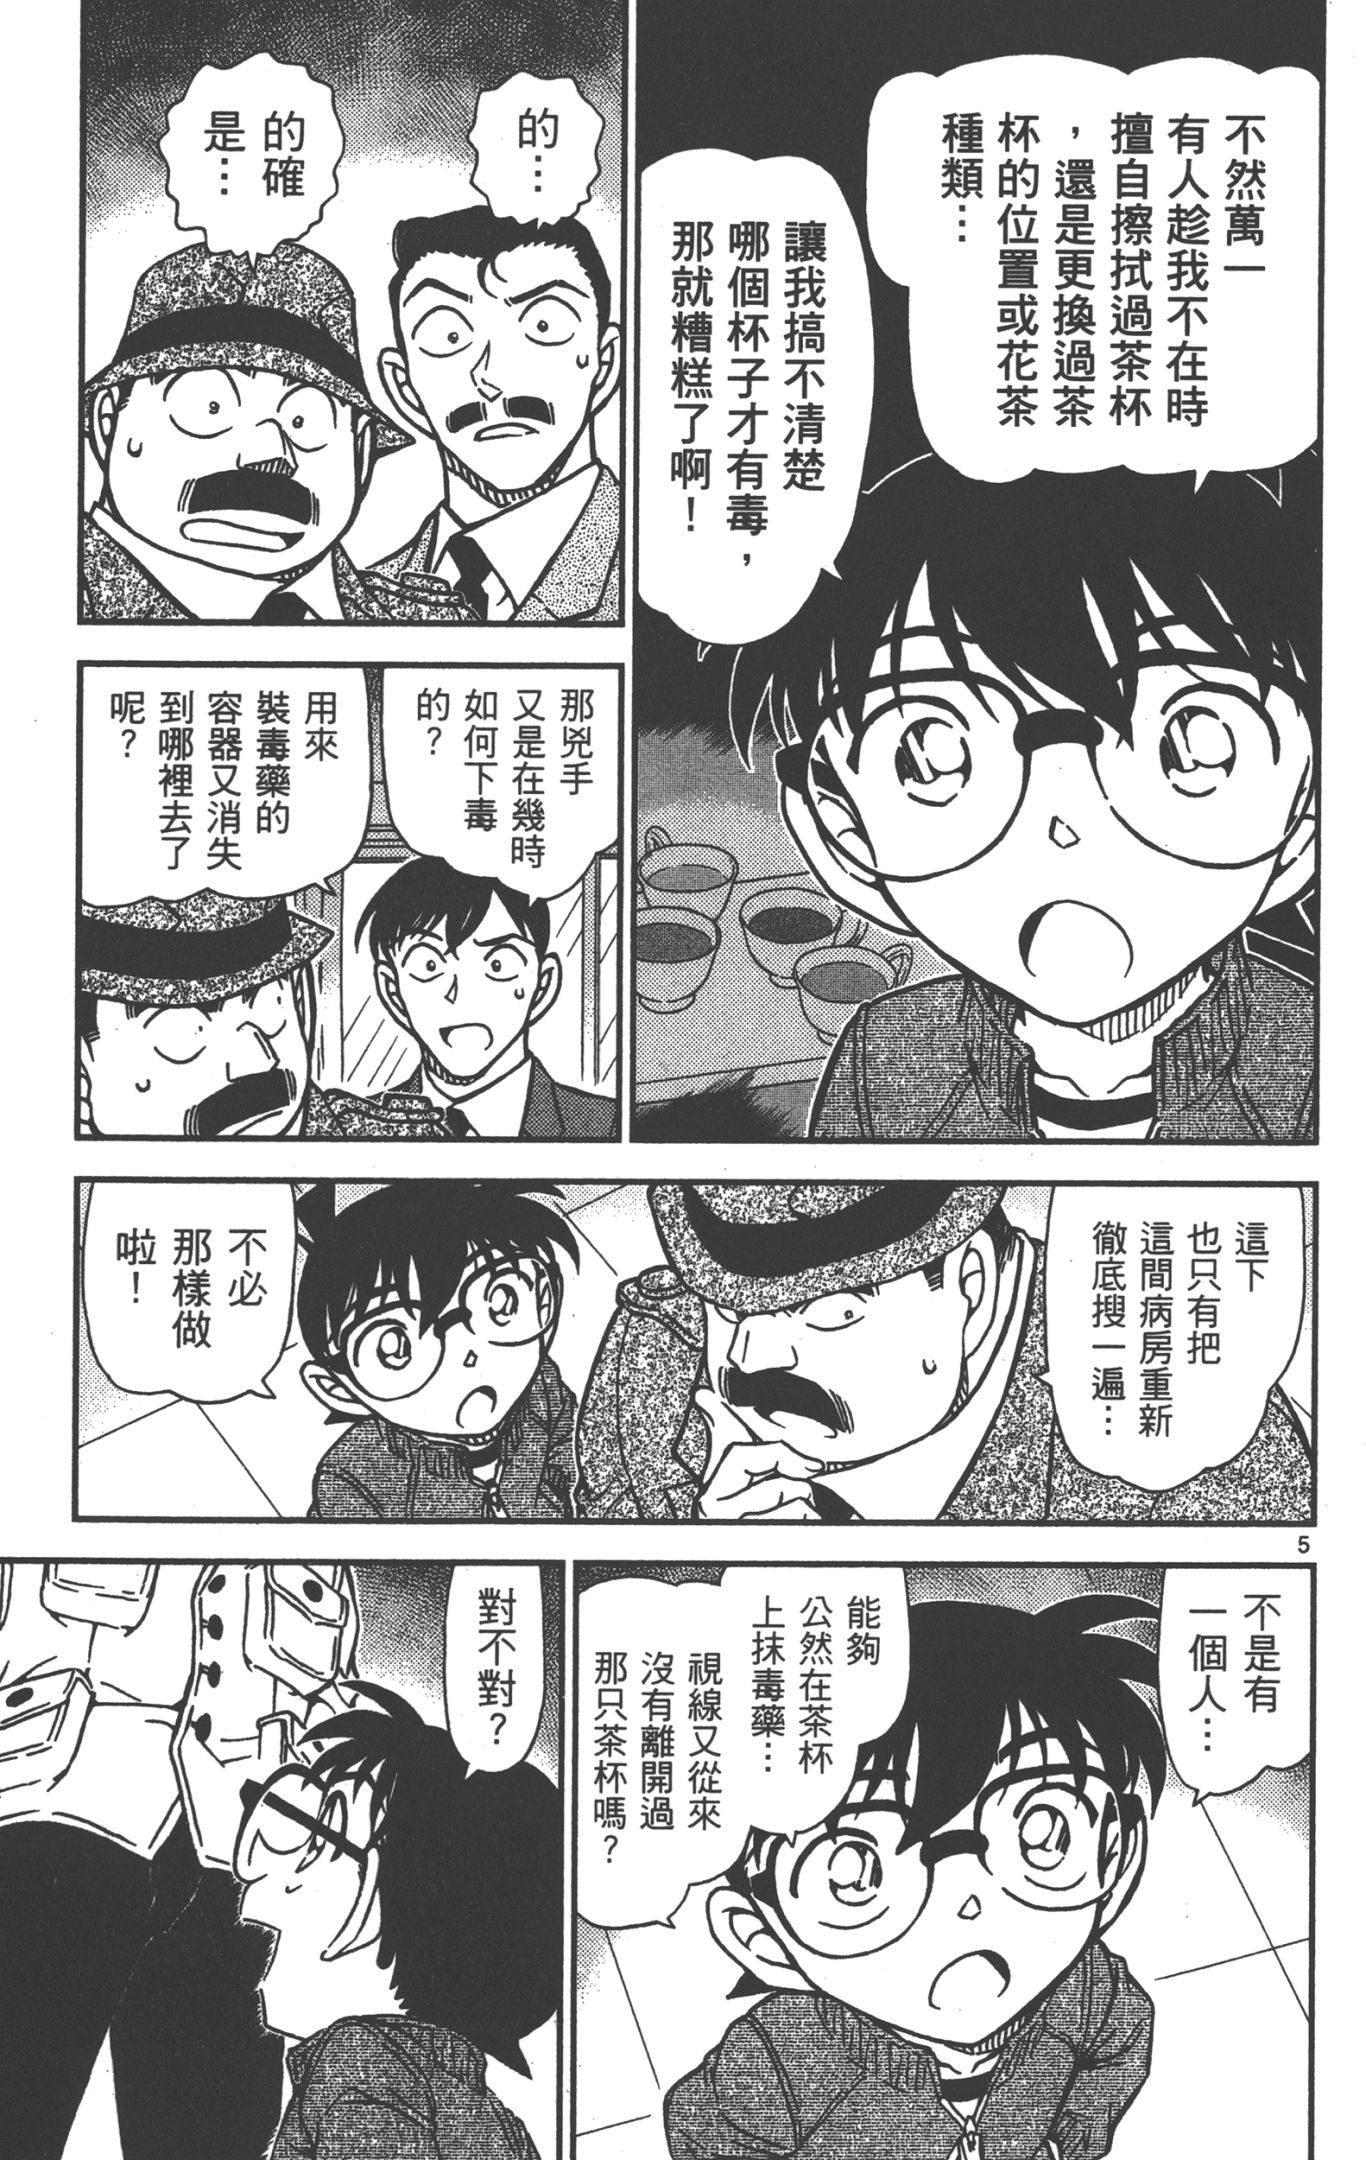 不然萬一
有人趁我不在時
擅自擦拭過茶杯
，還是更換過茶
杯的位置或花茶
種類…
讓我搞不清楚
哪個杯子才有毒，
那就糟糕了啊！
的…
的確
是…
那兇手
又是在幾時
如何下毒
的？
用來
裝毒藥的
容器又消失
到哪裡去了
呢？
這下
也只有把
這間病房重新
徹底搜一遍…
不必
那樣做
啦！
5
不是有
一個人…
能夠
公然在茶杯
上抹毒藥…
視線又從來
沒有離開過
那只茶杯嗎？
對不對？